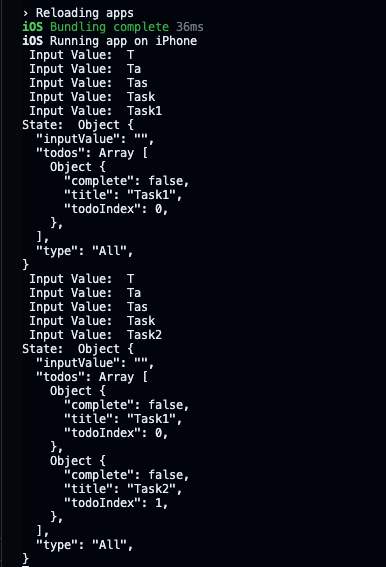 › Reloading apps
iOS Bundling complete 36ms
iOS Running app on iPhone
 Input Value:  T
 Input Value:  Ta
 Input Value:  Tas
 Input Value:  Task
 Input Value:  Task1
State:  Object {
  "inputValue": "",
  "todos": Array [
    Object {
      "complete": false,
      "title": "Task1",
      "todoIndex": 0,
    },
  ],
  "type": "All",
}
 Input Value:  T
 Input Value:  Ta
 Input Value:  Tas
 Input Value:  Task
 Input Value:  Task2
State:  Object {
  "inputValue": "",
  "todos": Array [
    Object {
      "complete": false,
      "title": "Task1",
      "todoIndex": 0,
    },
    Object {
      "complete": false,
      "title": "Task2",
      "todoIndex": 1,
    },
  ],
  "type": "All",
}